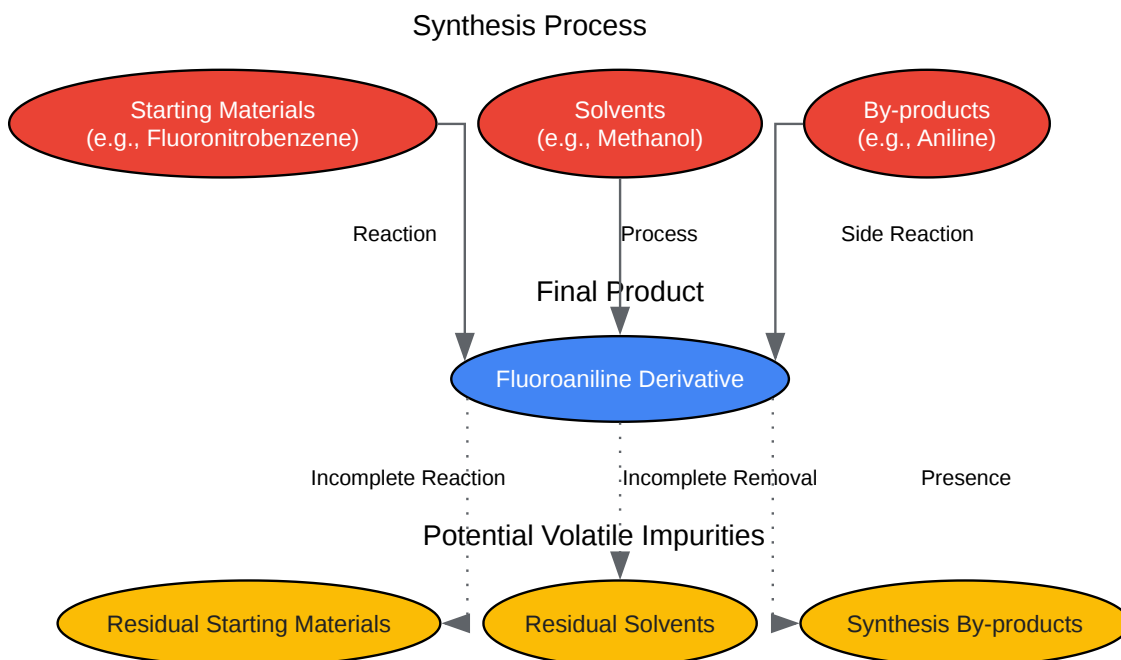 Synthesis Process
Starting Materials
(e.g., Fluoronitrobenzene)
Solvents
(e.g., Methanol)
By-products
(e.g., Aniline)
Reaction
Process
Side Reaction
Final Product
Fluoroaniline Derivative
Incomplete Reaction
Incomplete Removal
Presence
Potential Volatile Impurities
Residual Starting Materials
Residual Solvents
Synthesis By-products